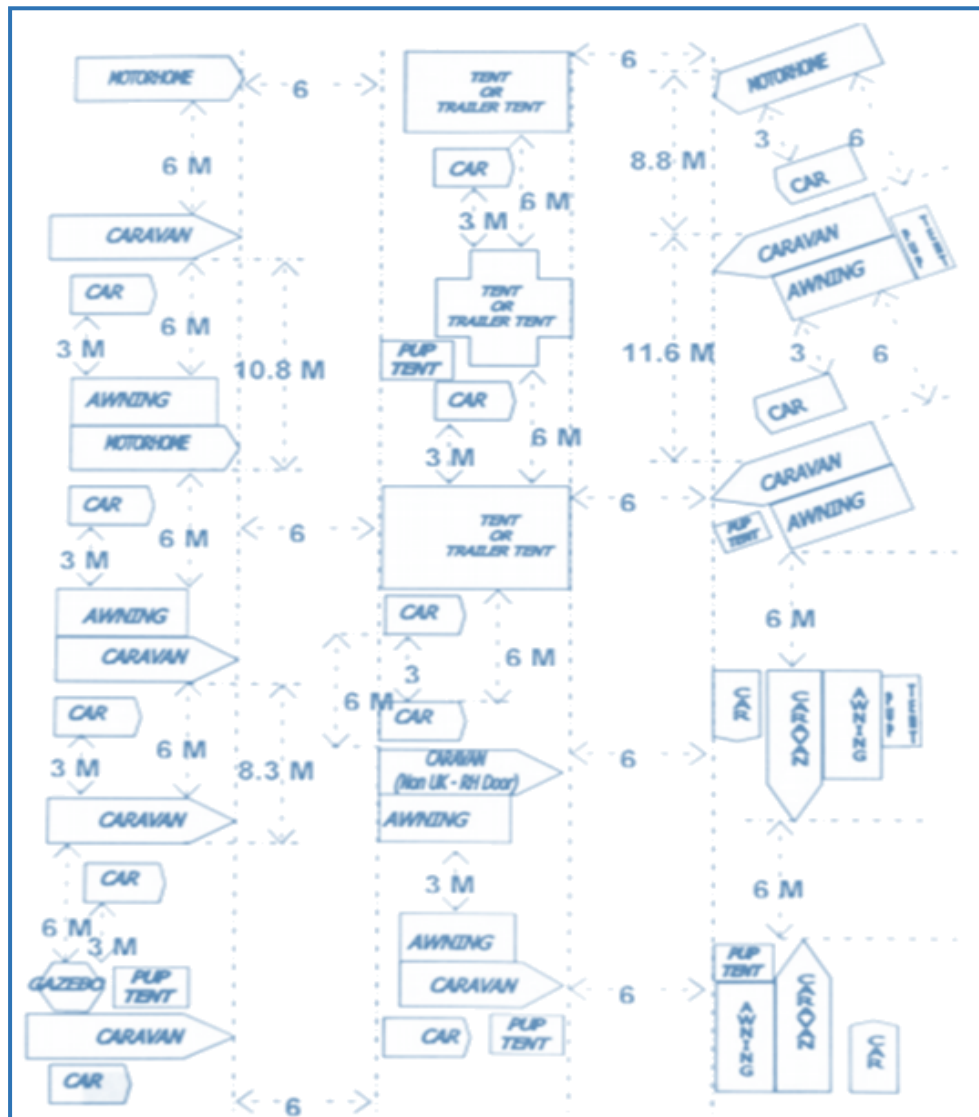 MOTORHOME
6
6 M
CARAVAN
CAR
3 M
6 M
10.8 M
AWNING
MOTORHOME
CAR
3 M
6 M
6
AWNING
CARAVAN
CAR
3 M
6 M
8.3 M
CARAVAN
CAR
6 M
3 M
GAZEBO
PUP
TENT
CARAVAN
CAR
6
TENT
OR
TRAILER TENT
6
CAR
3 M
6 M
TENT
OR
TRAILER TENT
PUP
TENT
CAR
3 M
6 M
TENT
OR
TRAILER TENT
6
CAR
3
6 M
6 M
CAR
CARAVAN
(Non UK - RH Door)
AWNING
6
3 M
AWNING
CARAVAN
6
CAR
PUP
TENT
MOTORHOME
8.8 M
3
6
CAR
CARAVAN
AWNING
11.6 M
3
6
CAR
CARAVAN
AWNING
PUP
TENT
6 M
CAR
CARAVAN
AWNING
PUP
TENT
6 M
PUP
TENT
AWNING
CARAVAN
CAR